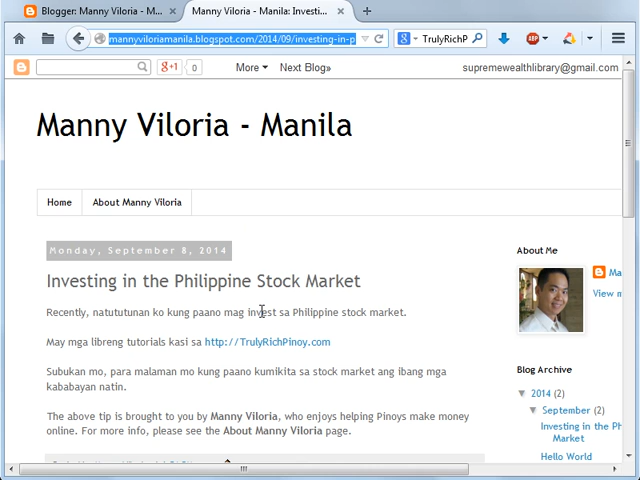 Blogger: Manny Viloria - M...
Manny Viloria - Manila: Investi...
mannyviloriamanila.blogspot.com/2014/09/investing-in-p
TrulyRichP
ABP
+1
0
More
Next Blog»
supremewealthlibrary@gmail.com
Manny Viloria - Manila
Home
About Manny Viloria
Monday, September 8, 2014
Investing in the Philippine Stock Market
Recently, natututunan ko kung paano mag invest sa Philippine stock market.
May mga libreng tutorials kasi sa http://TrulyRichPinoy.com
Subukan mo, para malaman mo kung paano kumikita sa stock market ang ibang mga
kababayan natin.
The above tip is brought to you by Manny Viloria, who enjoys helping Pinoys make money
online. For more info, please see the About Manny Viloria page.
About Me
Ma
View m
Blog Archive
▼ 2014 (2)
▼ September (2)
Investing in the Ph
Market
Hello World